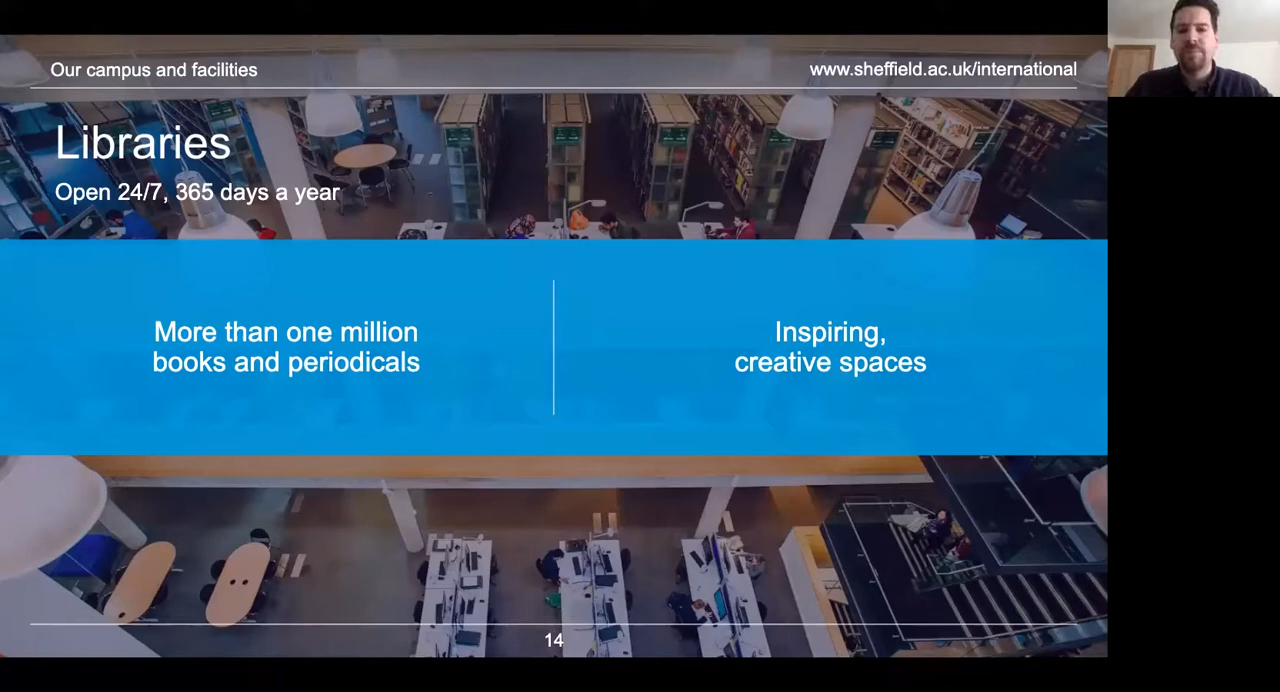 Our campus and facilities
www.sheffield.ac.uk/international
Libraries
Open 24/7, 365 days a year
More than one million
books and periodicals
Inspiring,
creative spaces
14